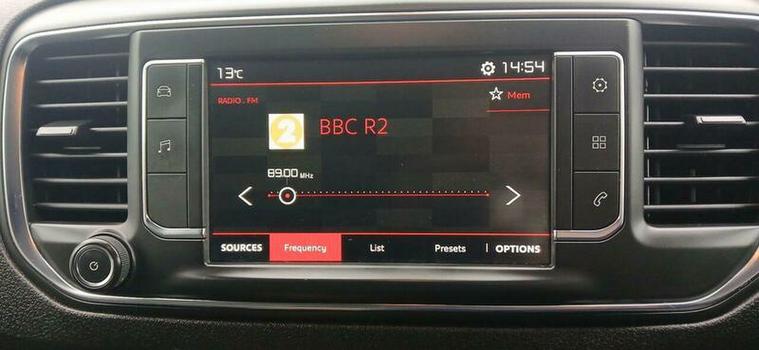 13°C 14:54
RADIO . FM
Mem
2
BBC R2
89.00 MHz
SOURCES Frequency List Presets OPTIONS